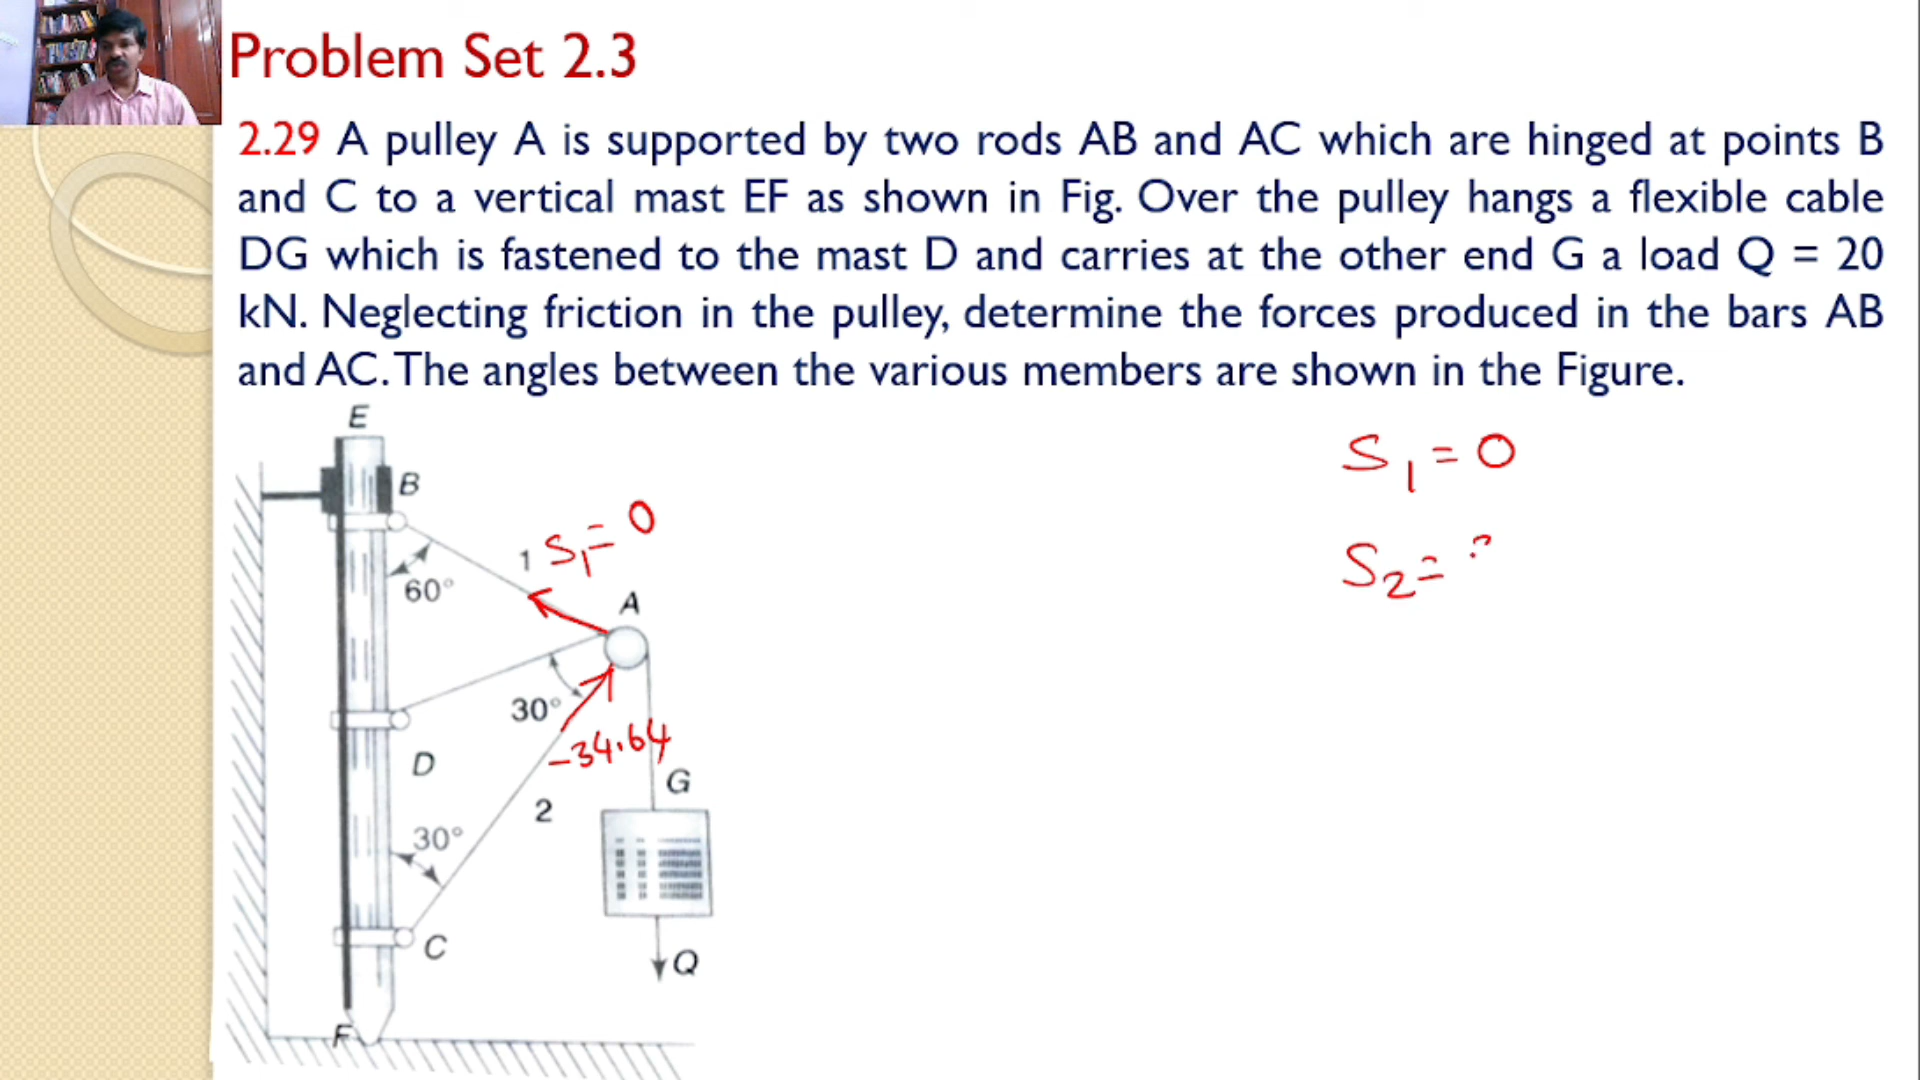 Problem Set 2.3
2.29 A pulley A is supported by two rods AB and AC which are hinged at points B
and C to a vertical mast EF as shown in Fig. Over the pulley hangs a flexible cable
DG which is fastened to the mast D and carries at the other end G a load Q = 20
kN. Neglecting friction in the pulley, determine the forces produced in the bars AB
and AC. The angles between the various members are shown in the Figure.
E
B
S₁ = 0
S₁ = 0
1
S₂ = ?
60°
A
30°
-34.64
D
G
2
30°
C
Q
F